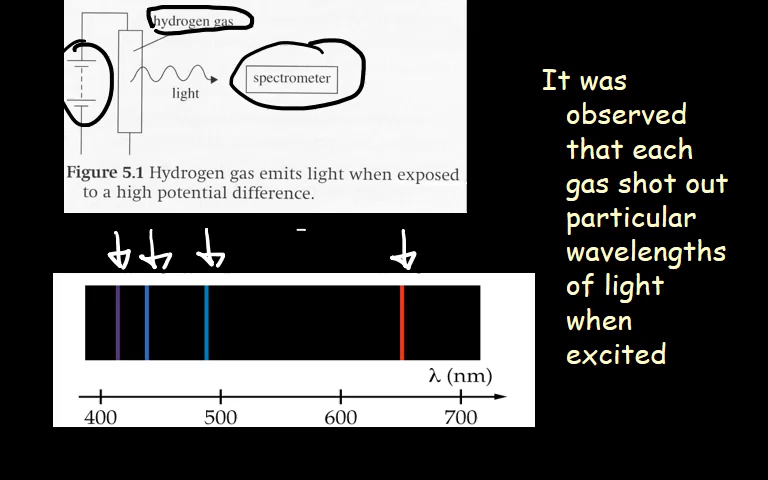 hydrogen gas
spectrometer
light
Figure 5.1 Hydrogen gas emits light when exposed
to a high potential difference.
It was
observed
that each
gas shot out
particular
wavelengths
of light
when
excited
λ (nm)
400 500 600 700